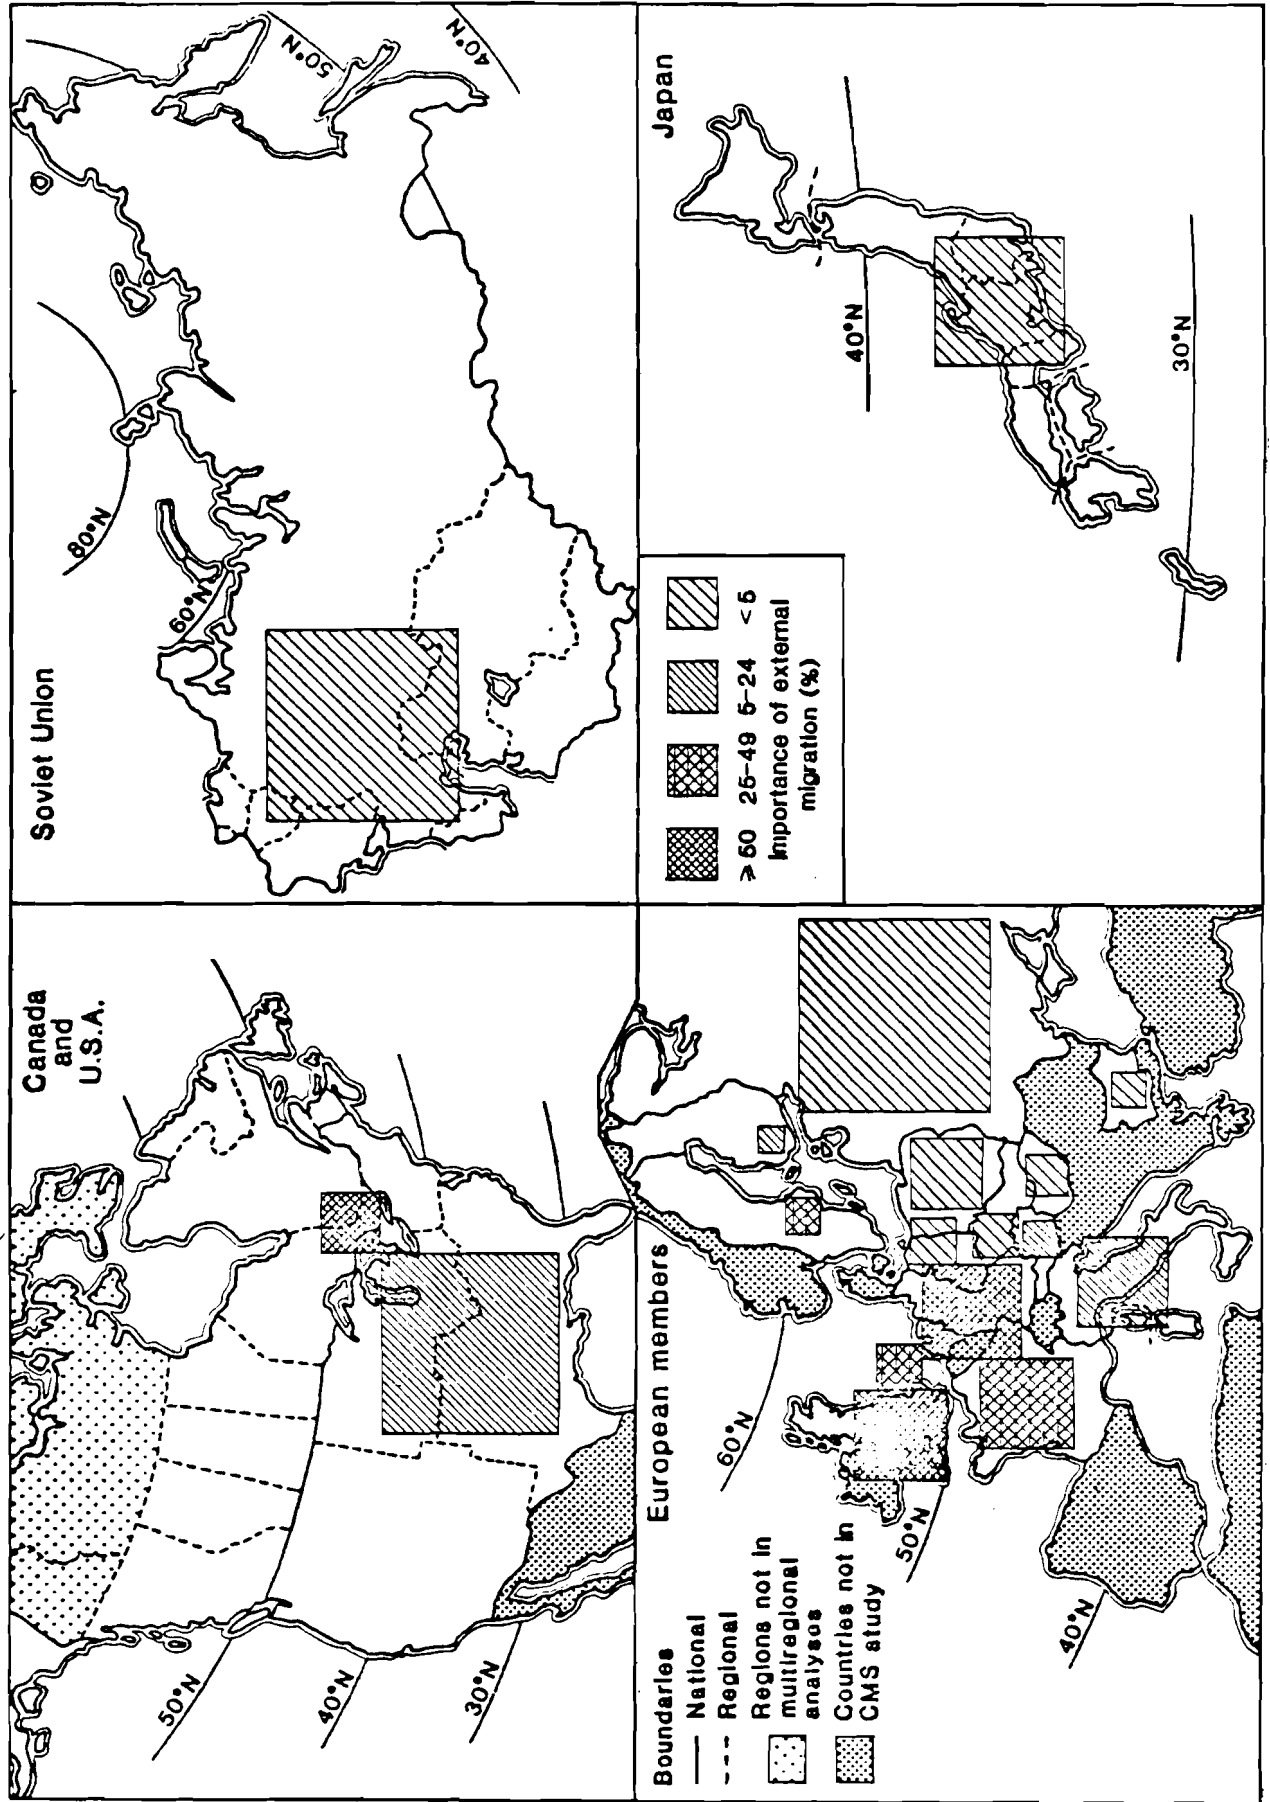 Canada
and
U.S.A.
50°N
40°N
30°N
Soviet Union
80°N
60°N
50°N
40°N
European members
60°N
50°N
40°N
Boundaries
National
Regional
Regions not in
multiregional
analyses
Countries not in
CMS study
≥50 25-49 5-24 <5
Importance of external
migration (%)
Japan
40°N
30°N